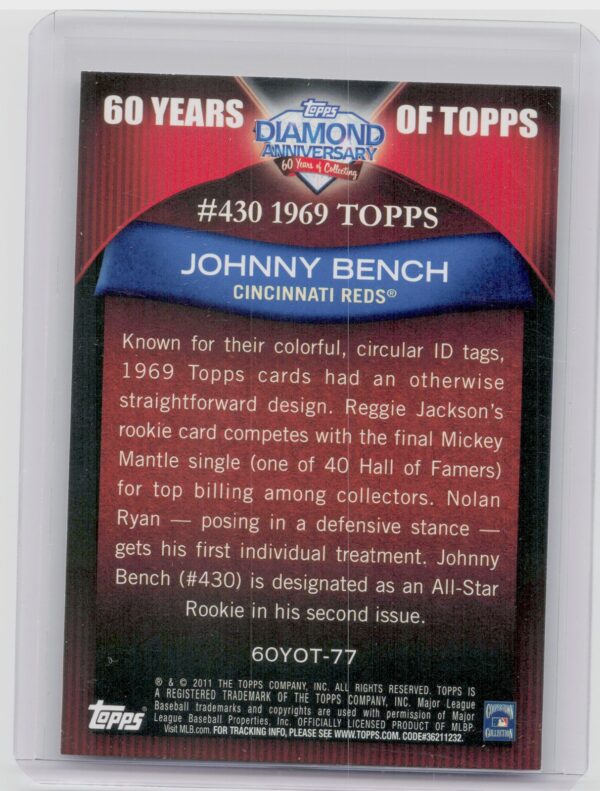 60 YEARS
OF TOPPS
Topps
DIAMOND
ANNIVERSARY
60 Years of Collecting
#430 1969 TOPPS
JOHNNY BENCH
CINCINNATI REDS®
Known for their colorful, circular ID tags,
1969 Topps cards had an otherwise
straightforward design. Reggie Jackson's
rookie card competes with the final Mickey
Mantle single (one of 40 Hall of Famers)
for top billing among collectors. Nolan
Ryan — posing in a defensive stance —
gets his first individual treatment. Johnny
Bench (#430) is designated as an All-Star
Rookie in his second issue.
60YOT-77
® & © 2011 THE TOPPS COMPANY, INC. ALL RIGHTS RESERVED. TOPPS IS
A REGISTERED TRADEMARK OF THE TOPPS COMPANY, INC. Major League
Baseball trademarks and copyrights are used with permission of Major
League Baseball Properties, Inc. OFFICIALLY LICENSED PRODUCT OF MLBP.
Visit MLB.com. FOR TRACKING INFO, PLEASE SEE WWW.TOPPS.COM. CODE#36211232.
Topps
COOPERSTOWN
COLLECTION